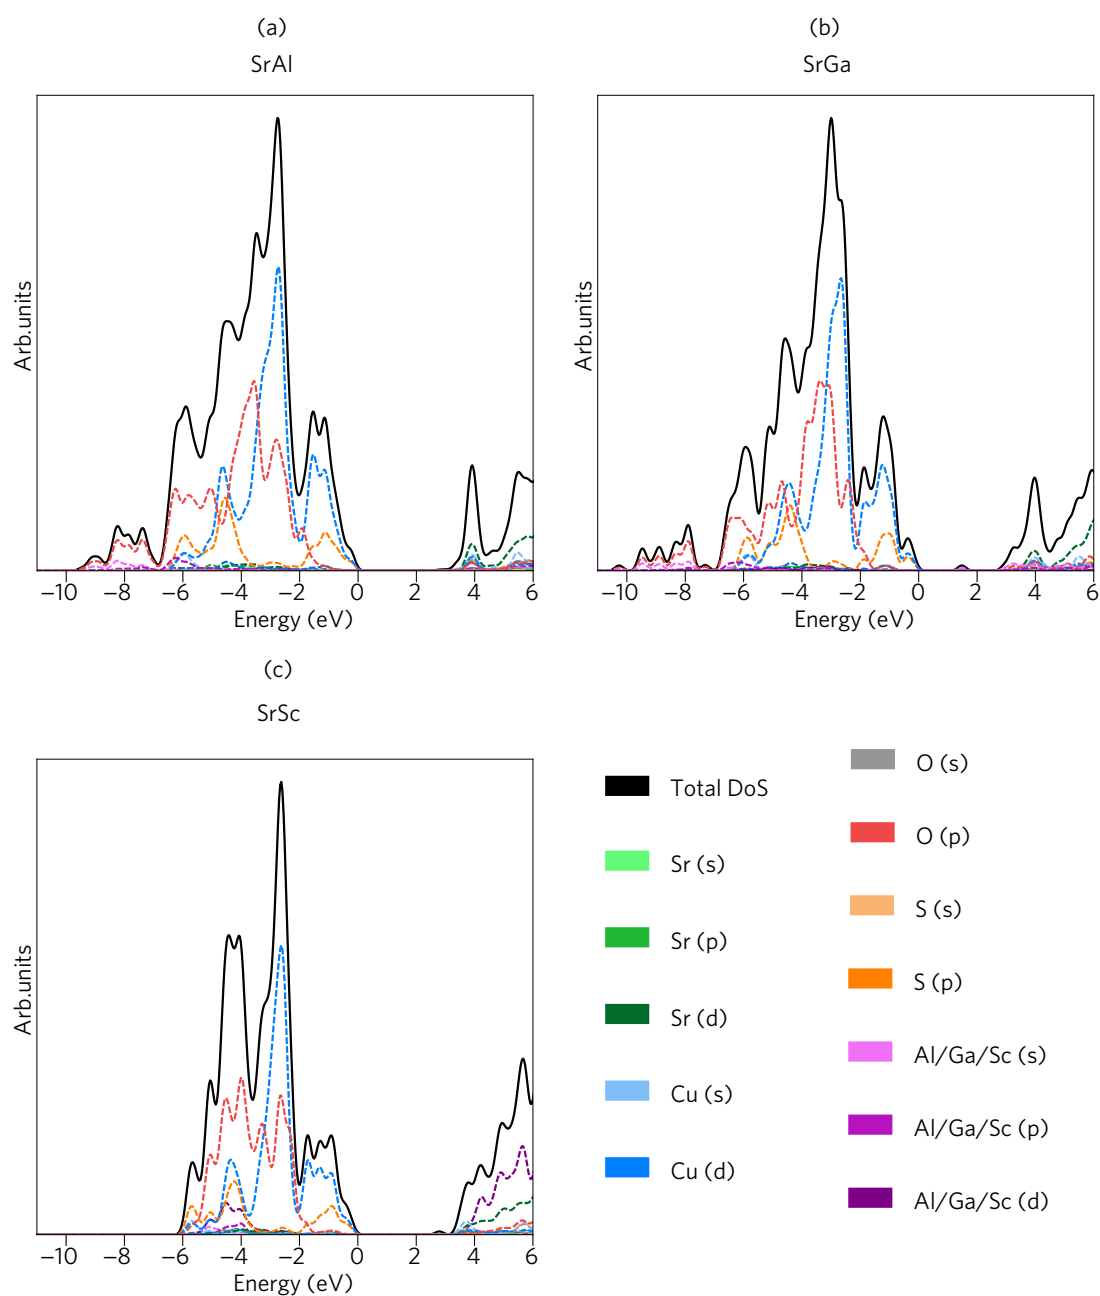 (a)
SrAl
Arb.units
−10 −8 −6 −4 −2 0 2 4 6
Energy (eV)
(b)
SrGa
Arb.units
−10 −8 −6 −4 −2 0 2 4 6
Energy (eV)
(c)
SrSc
Arb.units
−10 −8 −6 −4 −2 0 2 4 6
Energy (eV)
Total DoS
Sr (s)
Sr (p)
Sr (d)
Cu (s)
Cu (d)
O (s)
O (p)
S (s)
S (p)
Al/Ga/Sc (s)
Al/Ga/Sc (p)
Al/Ga/Sc (d)